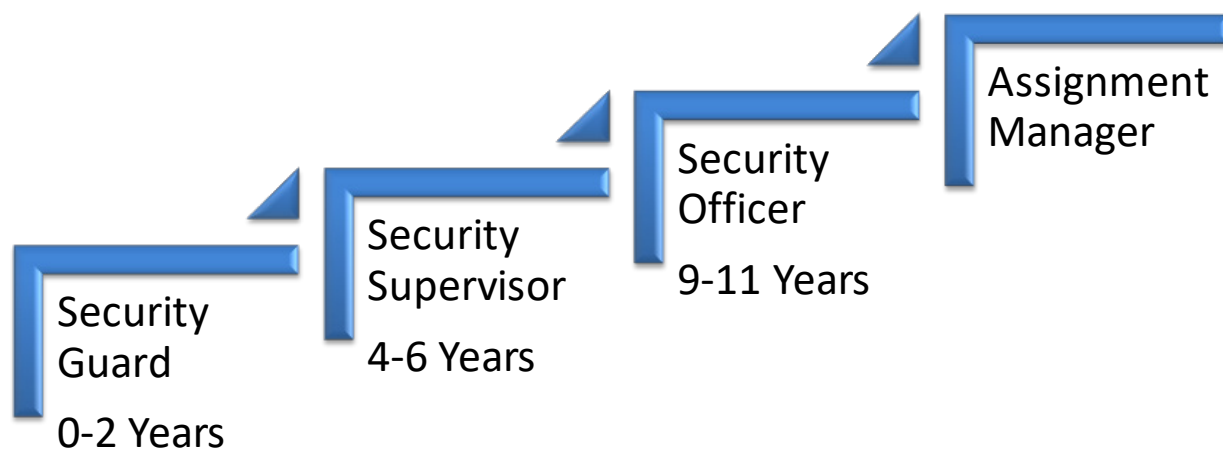 Security
Guard
0-2 Years
Security
Supervisor
4-6 Years
Security
Officer
9-11 Years
Assignment
Manager